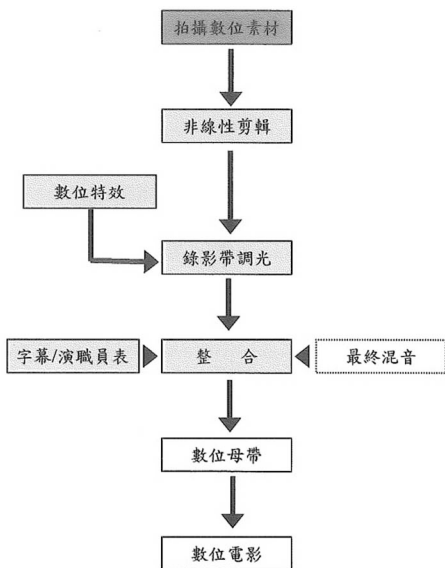 拍攝數位素材
非線性剪輯
數位特效
錄影帶調光
字幕/演職員表
整 合
最終混音
數位母帶
數位電影